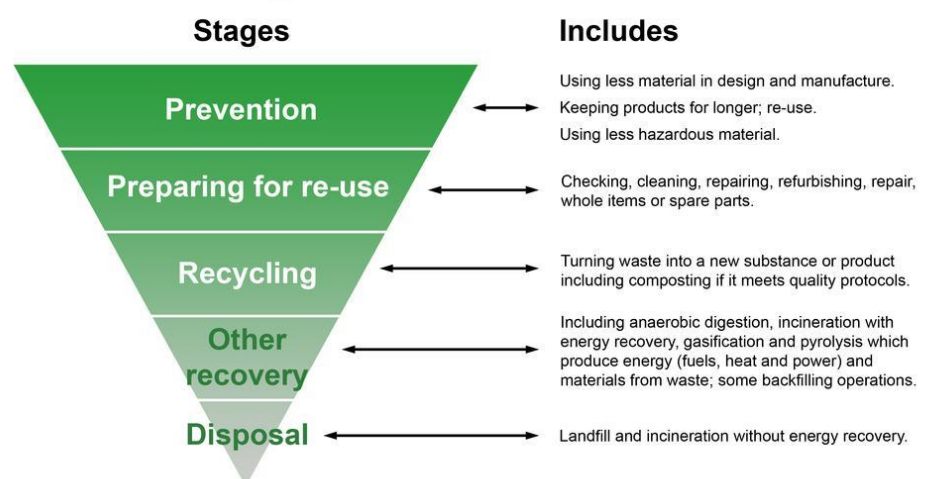 Stages
Includes
Prevention
Using less material in design and manufacture.
Keeping products for longer; re-use.
Using less hazardous material.
Preparing for re-use
Checking, cleaning, repairing, refurbishing, repair,
whole items or spare parts.
Recycling
Turning waste into a new substance or product
including composting if it meets quality protocols.
Other
recovery
Including anaerobic digestion, incineration with
energy recovery, gasification and pyrolysis which
produce energy (fuels, heat and power) and
materials from waste; some backfilling operations.
Disposal
Landfill and incineration without energy recovery.